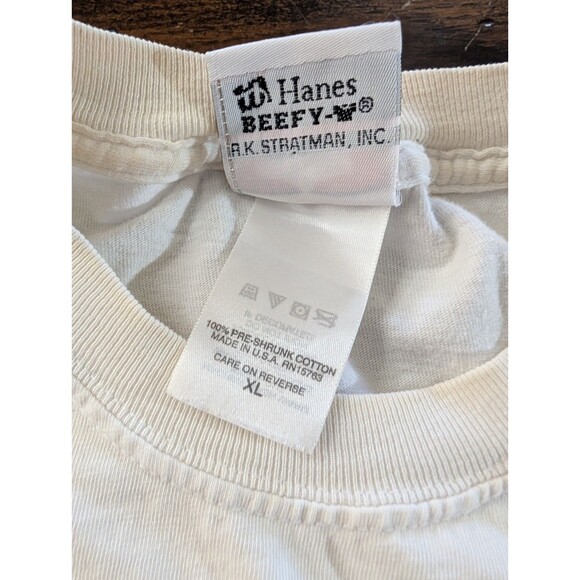 Hanes
BEEFY-®
R.K. STRATMAN, INC.
100% PRE-SHRUNK COTTON
MADE IN U.S.A. RN15763
CARE ON REVERSE
XL